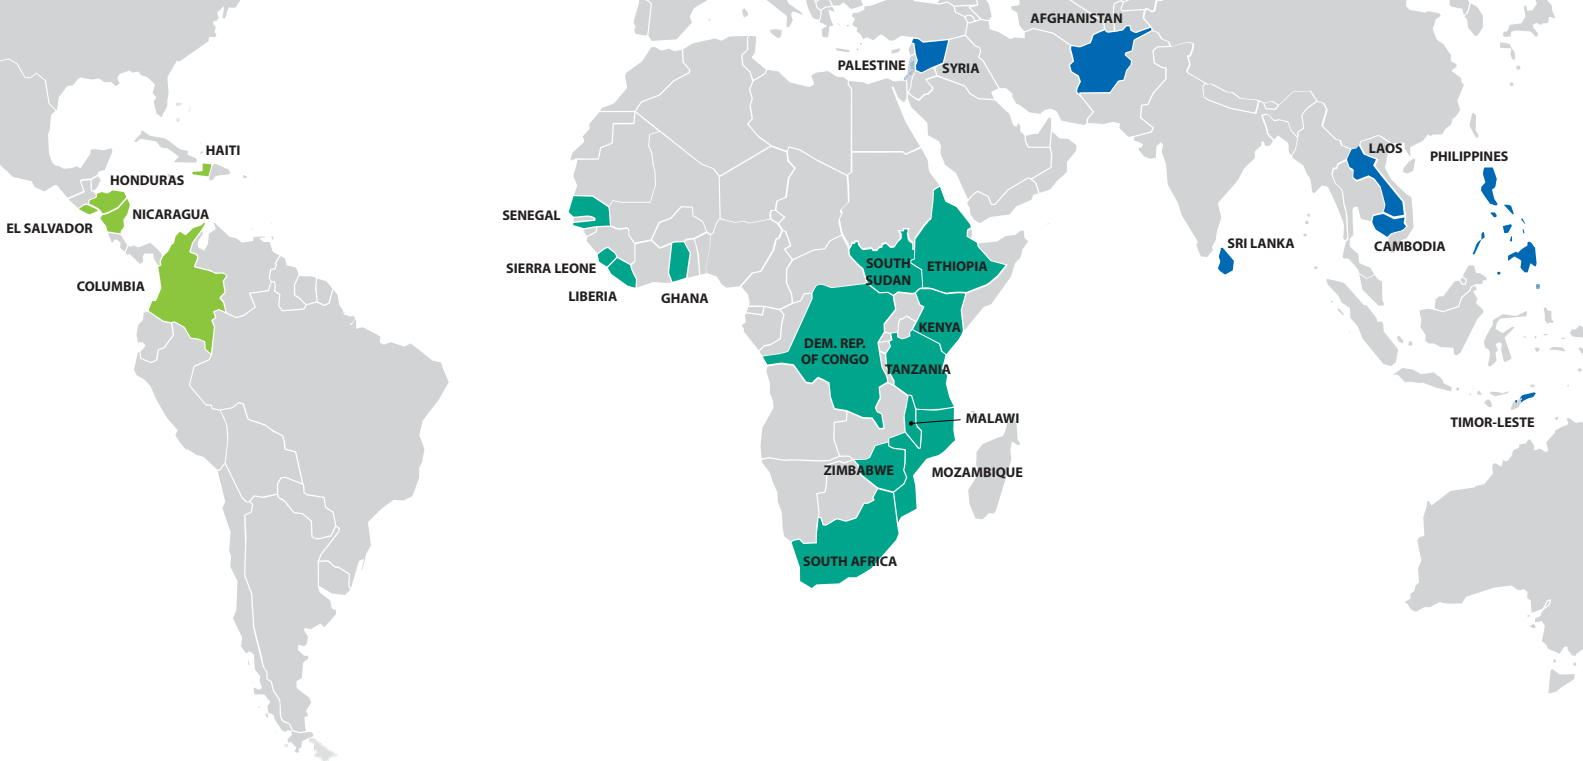 AFGHANISTAN
PALESTINE
SYRIA
HAITI
HONDURAS
NICARAGUA
EL SALVADOR
COLUMBIA
SENEGAL
SIERRA LEONE
LIBERIA
GHANA
SOUTH
SUDAN
ETHIOPIA
KENYA
DEM. REP.
OF CONGO
TANZANIA
MALAWI
ZIMBABWE
MOZAMBIQUE
SOUTH AFRICA
LAOS
PHILIPPINES
SRI LANKA
CAMBODIA
TIMOR-LESTE